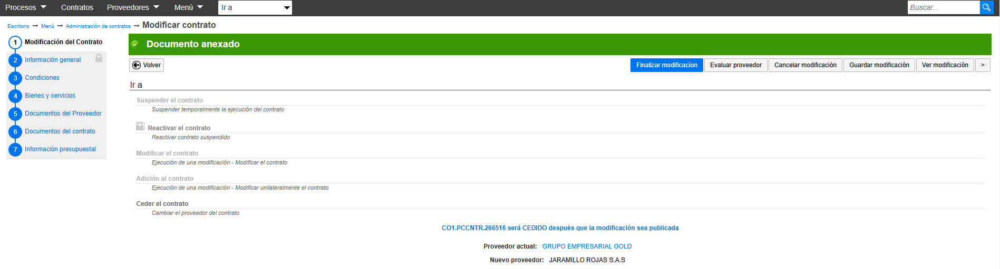 Procesos Contratos Proveedores Menú Ir a Buscar...
Escritorio → Menú → Administración de contratos → Modificar contrato
1 Modificación del Contrato
2 Información general
3 Condiciones
4 Bienes y servicios
5 Documentos del Proveedor
6 Documentos del contrato
7 Información presupuestal
Documento anexado
Volver Finalizar modificacíon Evaluar proveedor Cancelar modificación Guardar modificación Ver modificación >
Ir a
Suspender el contrato
Suspender temporalmente la ejecución del contrato
Reactivar el contrato
Reactivar contrato suspendido
Modificar el contrato
Ejecución de una modificación - Modificar el contrato
Adición al contrato
Ejecución de una modificación - Modificar unilateralmente el contrato
Ceder el contrato
Cambiar el proveedor del contrato
CO1.PCCNTR.266516 será CEDIDO después que la modificación sea publicada
Proveedor actual: GRUPO EMPRESARIAL GOLD
Nuevo proveedor: JARAMILLO ROJAS S.A.S